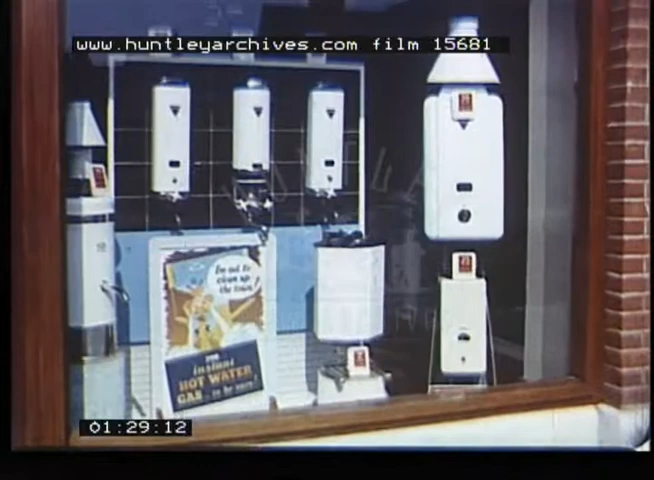 www.huntleyarchives.com film 15681
I'm out to
clean up
the town!
FOR
instant
HOT WATER
GAS - to be sure!
01:29:12